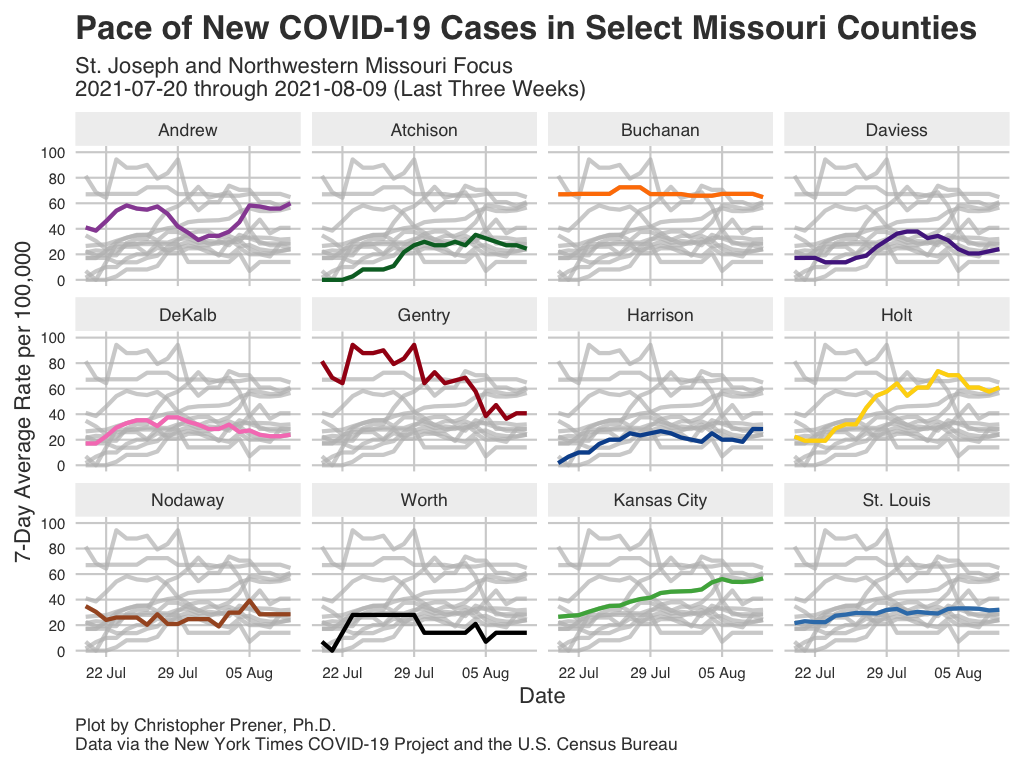 Pace of New COVID-19 Cases in Select Missouri Counties
St. Joseph and Northwestern Missouri Focus
2021-07-20 through 2021-08-09 (Last Three Weeks)
Andrew Atchison Buchanan Daviess
100
80
60
40
20
0
DeKalb Gentry Harrison Holt
100
80
60
40
20
0
Nodaway Worth Kansas City St. Louis
100
80
60
40
20
0
7-Day Average Rate per 100,000
22 Jul 29 Jul 05 Aug 22 Jul 29 Jul 05 Aug 22 Jul 29 Jul 05 Aug 22 Jul 29 Jul 05 Aug
Date
Plot by Christopher Prener, Ph.D.
Data via the New York Times COVID-19 Project and the U.S. Census Bureau